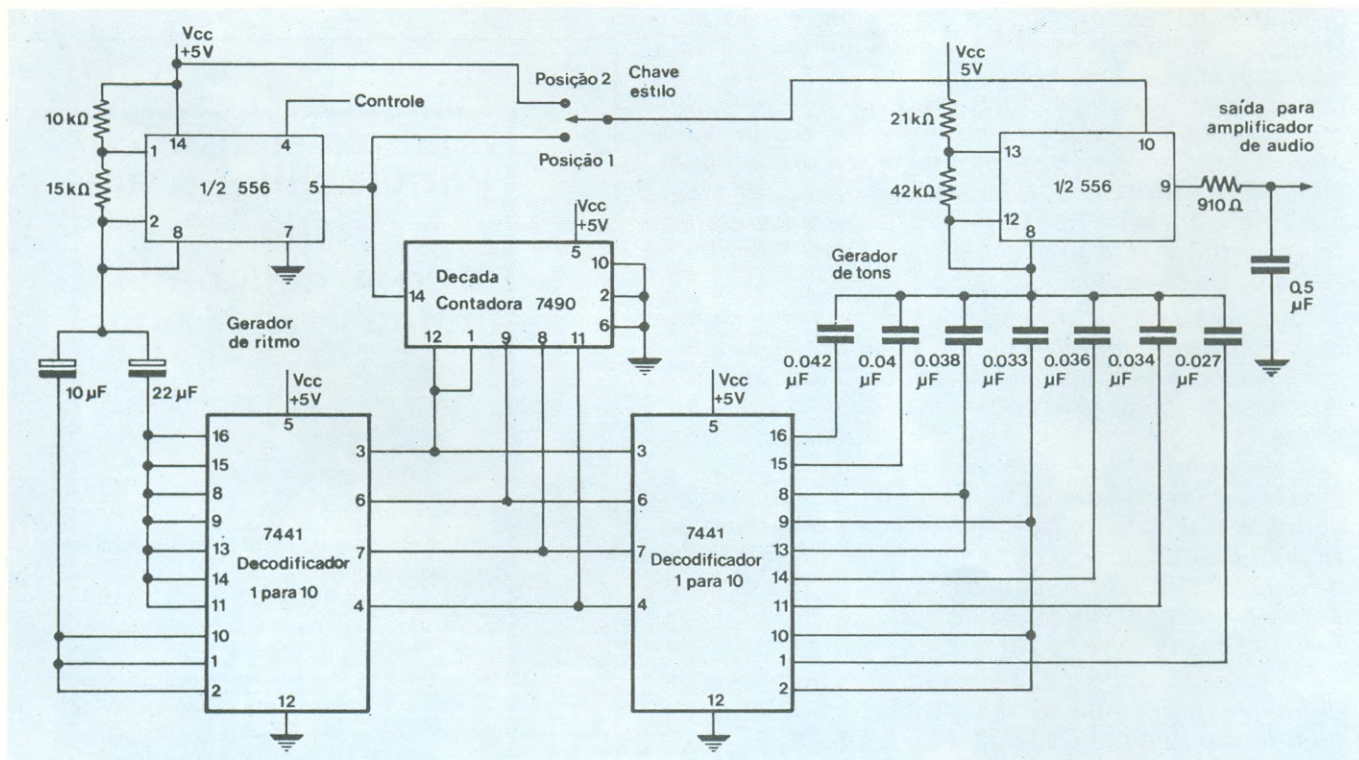 Vcc
+5V
10 kΩ
15 kΩ
1
2
14
4
8
7
5
1/2 556
Controle
Posição 2
Chave
estilo
Posição 1
Vcc
5V
21kΩ
42 kΩ
13
12
10
8
9
1/2 556
910 Ω
saída para
amplificador
de audio
0,5
µF
Vcc
+5V
5
Decada
Contadora 7490
14
10
2
6
12
1
9
8
11
Gerador
de ritmo
10 µF
22 µF
Gerador
de tons
0.042
µF
0.04
µF
0.038
µF
0.033
µF
0.036
µF
0.034
µF
0.027
µF
Vcc
+5V
5
16
15
8
9
13
14
11
10
1
2
3
6
7
4
7441
Decodificador
1 para 10
12
Vcc
+5V
5
3
6
7
4
16
15
8
9
13
14
11
10
1
2
7441
Decodificador
1 para 10
12